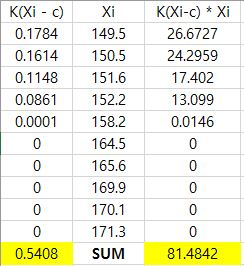 K(Xi - c) Xi K(Xi-c) * Xi
0.1784 149.5 26.6727
0.1614 150.5 24.2959
0.1148 151.6 17.402
0.0861 152.2 13.099
0.0001 158.2 0.0146
0 164.5 0
0 165.6 0
0 169.9 0
0 170.1 0
0 171.3 0
0.5408 SUM 81.4842